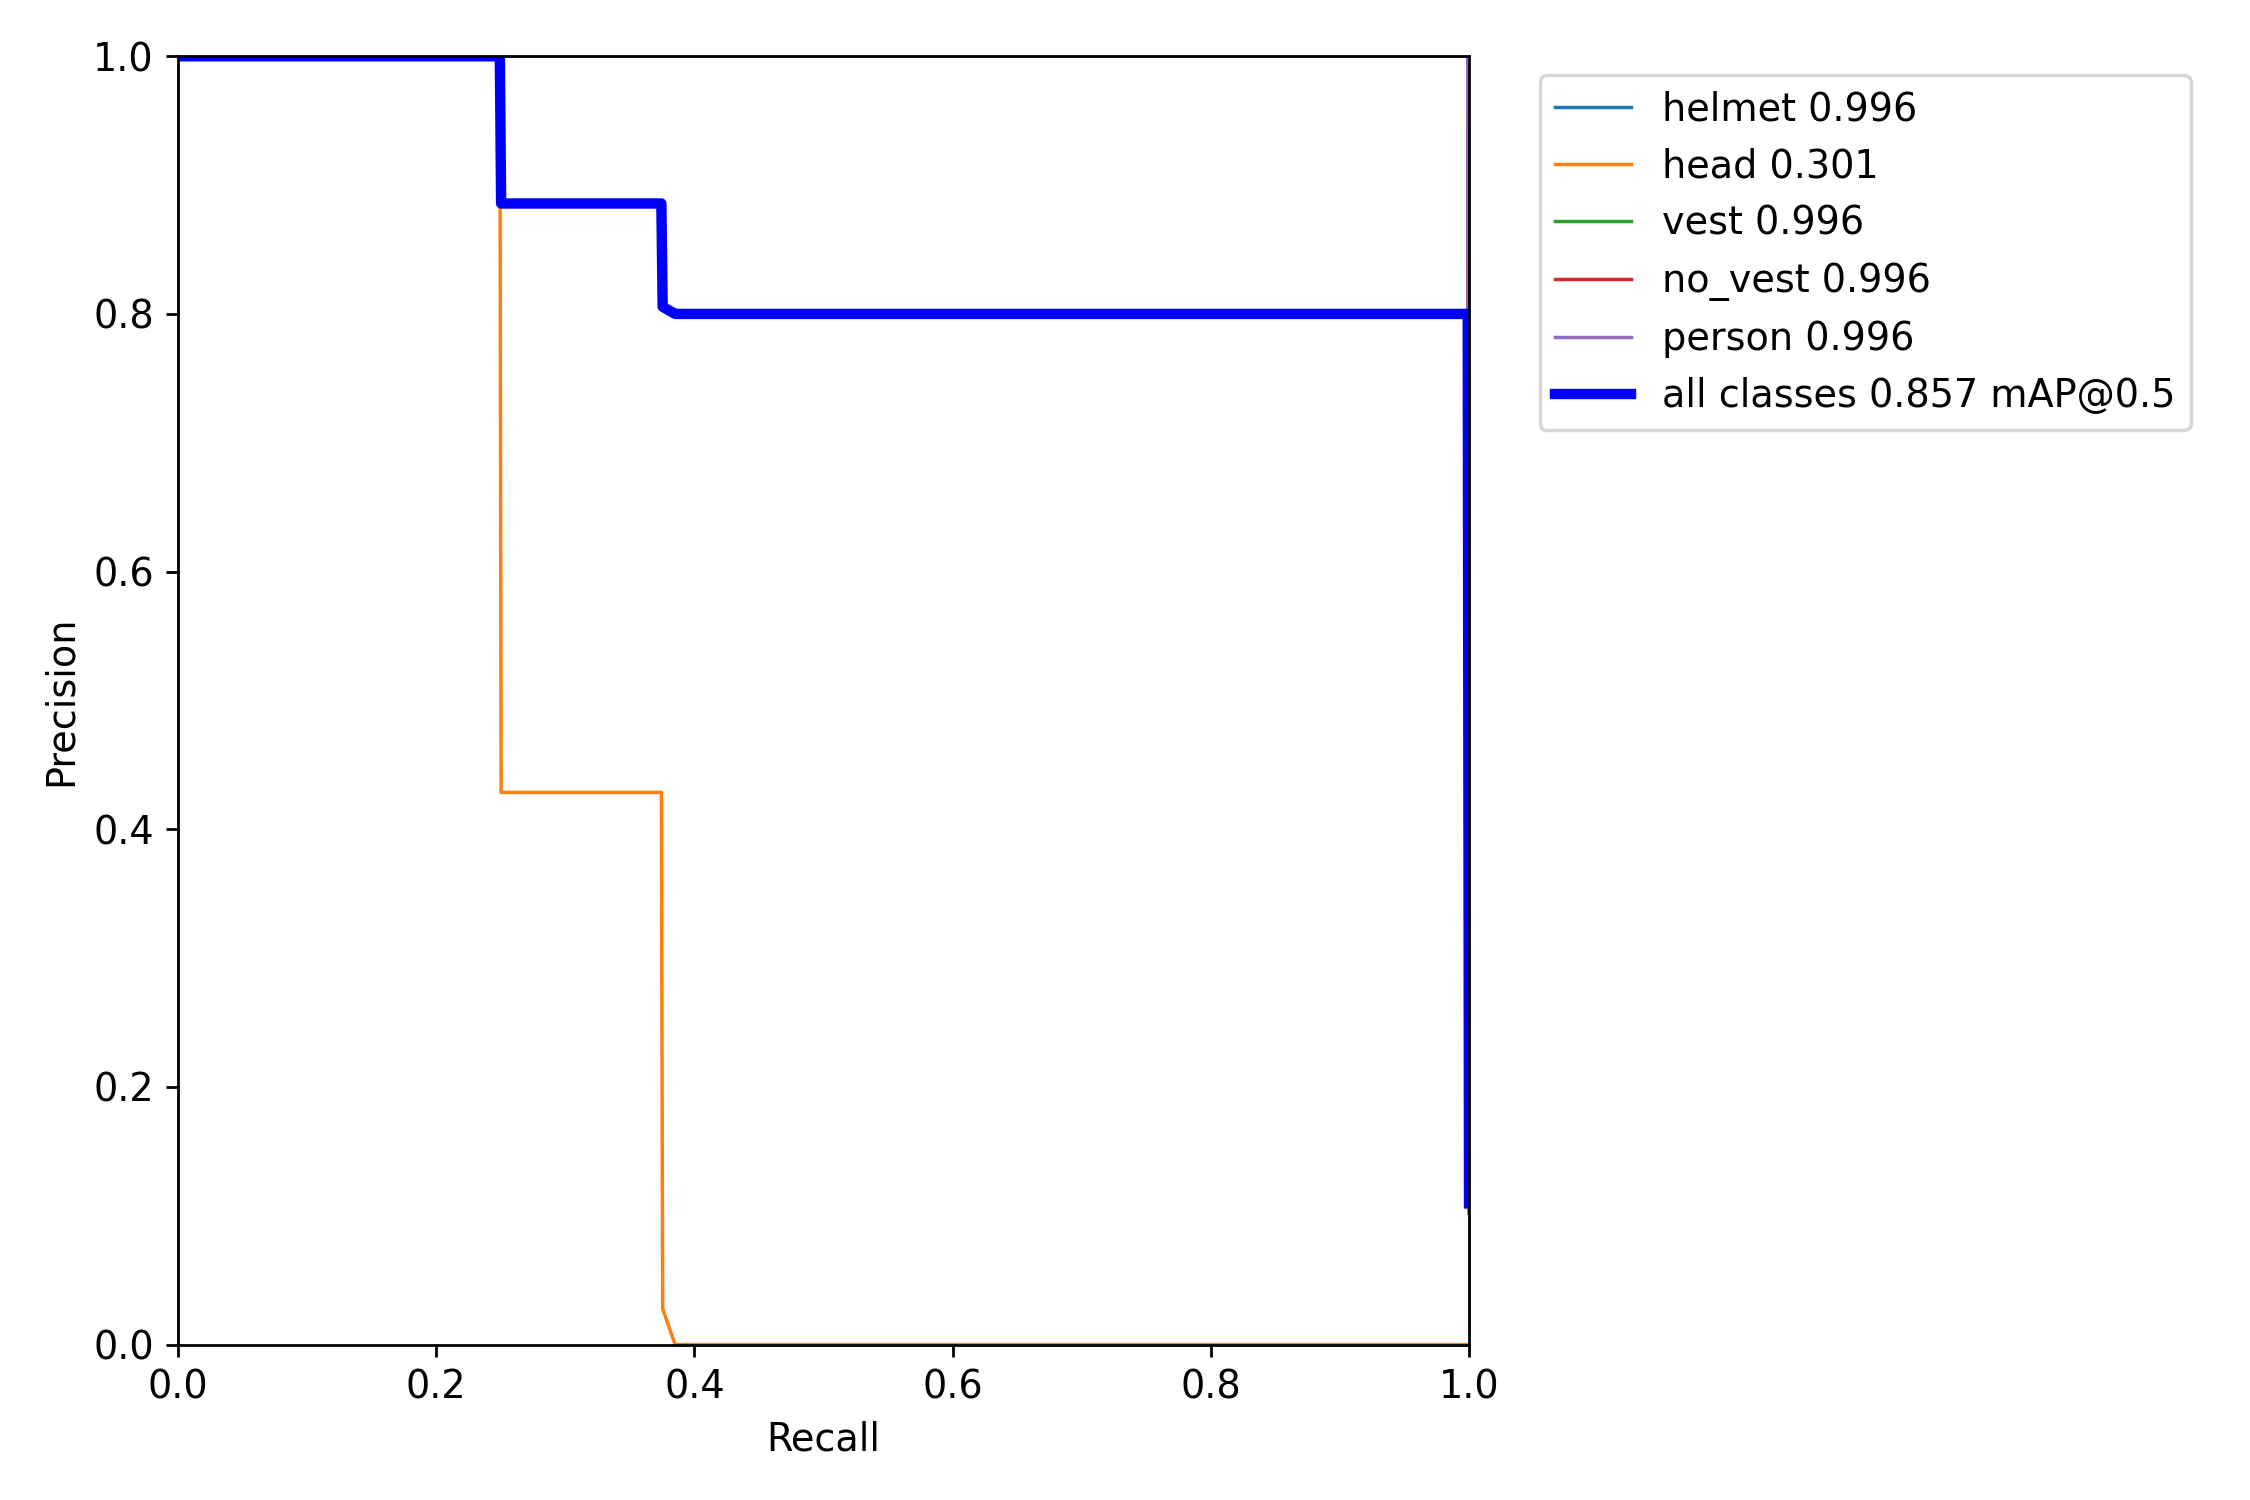 1.0
0.8
0.6
0.4
0.2
0.0
Precision
0.0 0.2 0.4 0.6 0.8 1.0
Recall
helmet 0.996
head 0.301
vest 0.996
no_vest 0.996
person 0.996
all classes 0.857 mAP@0.5